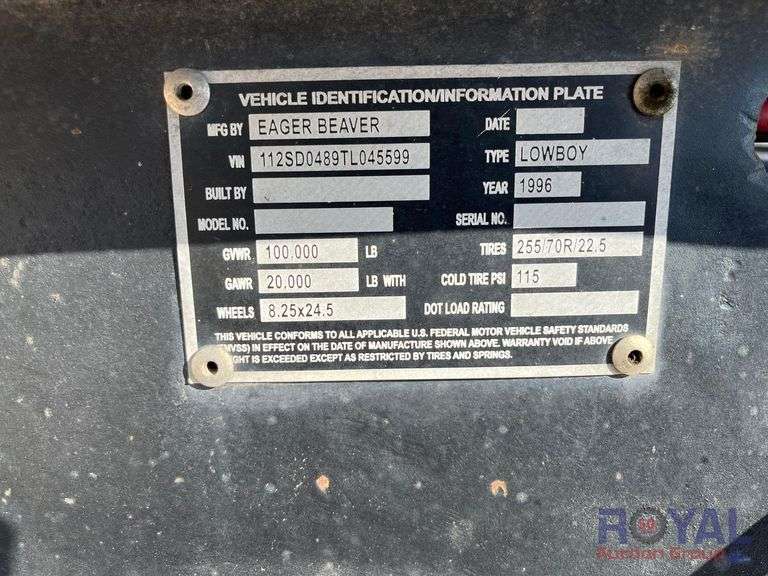 VEHICLE IDENTIFICATION/INFORMATION PLATE
MFG BY EAGER BEAVER DATE
VIN 112SD0489TL045599 TYPE LOWBOY
BUILT BY YEAR 1996
MODEL NO. SERIAL NO.
GVWR 100,000 LB TIRES 255/70R/22.5
GAWR 20,000 LB WITH COLD TIRE PSI 115
WHEELS 8.25x24.5 DOT LOAD RATING
THIS VEHICLE CONFORMS TO ALL APPLICABLE U.S. FEDERAL MOTOR VEHICLE SAFETY STANDARDS
(FMVSS) IN EFFECT ON THE DATE OF MANUFACTURE SHOWN ABOVE. WARRANTY VOID IF ABOVE
WEIGHT IS EXCEEDED EXCEPT AS RESTRICTED BY TIRES AND SPRINGS.
ROYAL
Auction Group